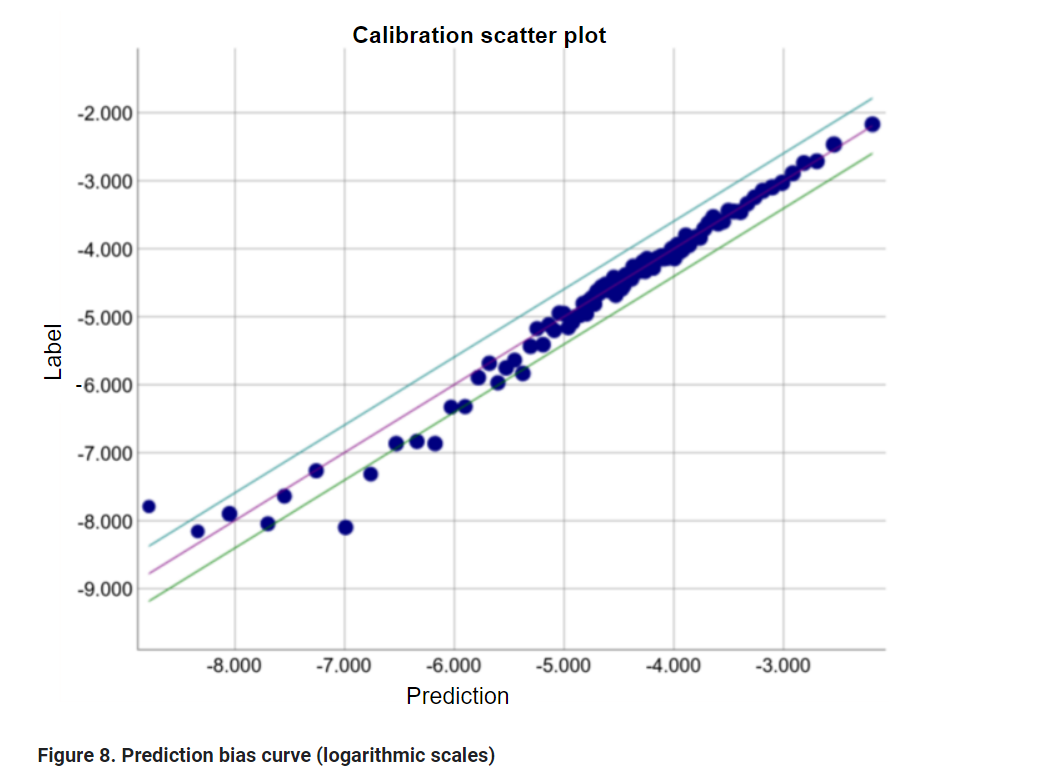 Calibration scatter plot
-2.000
-3.000
-4.000
-5.000
-6.000
-7.000
-8.000
-9.000
Label
-8.000 -7.000 -6.000 -5.000 -4.000 -3.000
Prediction
Figure 8. Prediction bias curve (logarithmic scales)